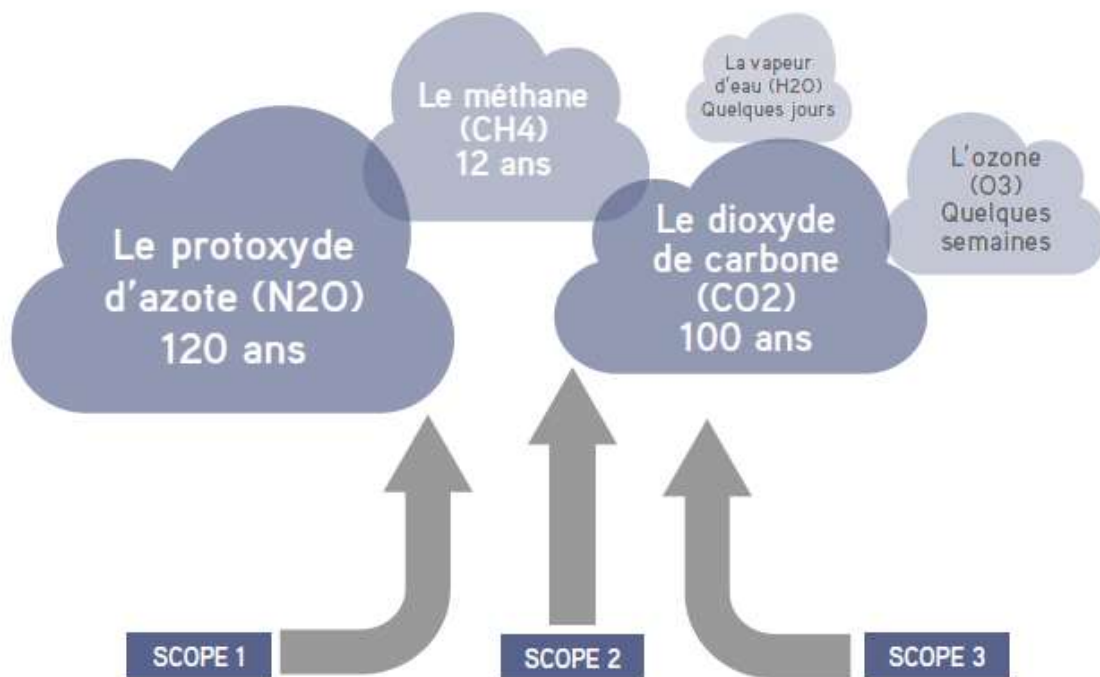 Le protoxyde
d'azote (N2O)
120 ans
Le méthane
(CH4)
12 ans
La vapeur
d'eau (H2O)
Quelques jours
Le dioxyde
de carbone
(CO2)
100 ans
L'ozone
(O3)
Quelques
semaines
SCOPE 1
SCOPE 2
SCOPE 3